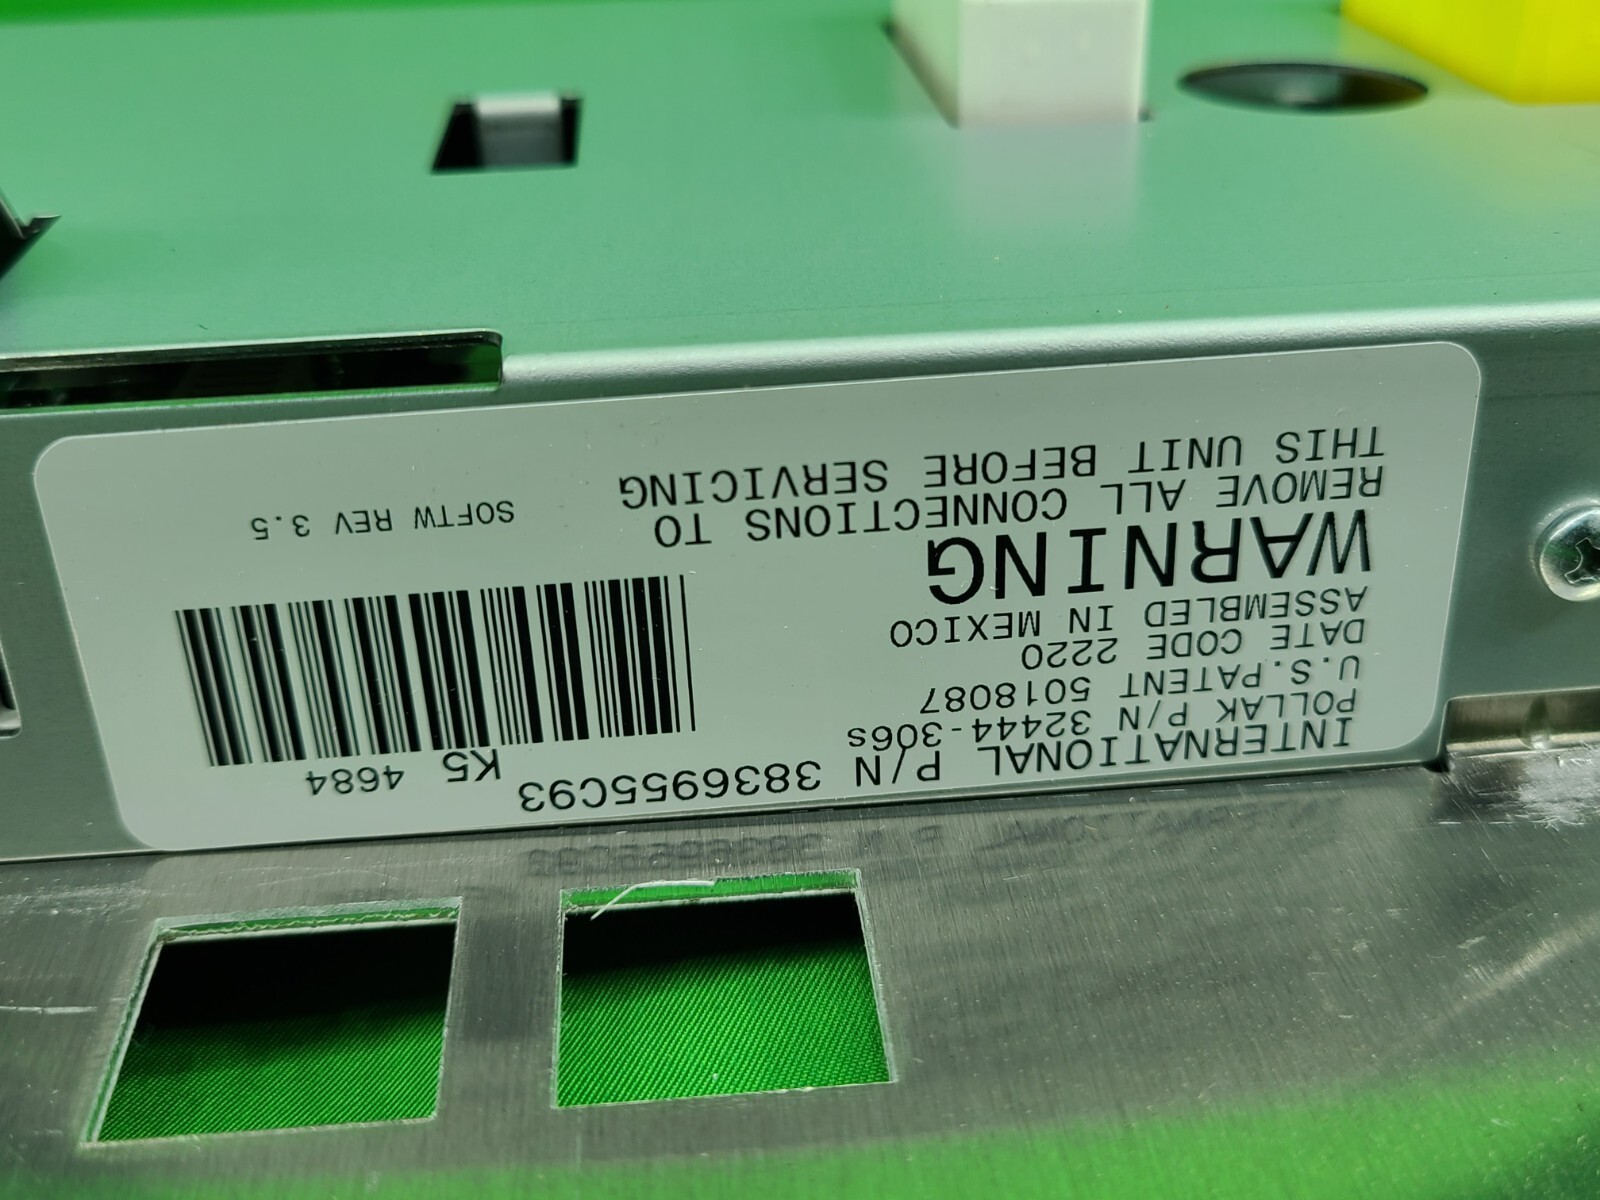 INTERNATIONAL P/N 3836955C93
POLLAK P/N 32444-306s
U.S.PATENT 5018087
DATE CODE 2220
ASSEMBLED IN MEXICO
WARNING
REMOVE ALL CONNECTIONS TO
THIS UNIT BEFORE SERVICING
K5 4684
SOFTW REV 3.5